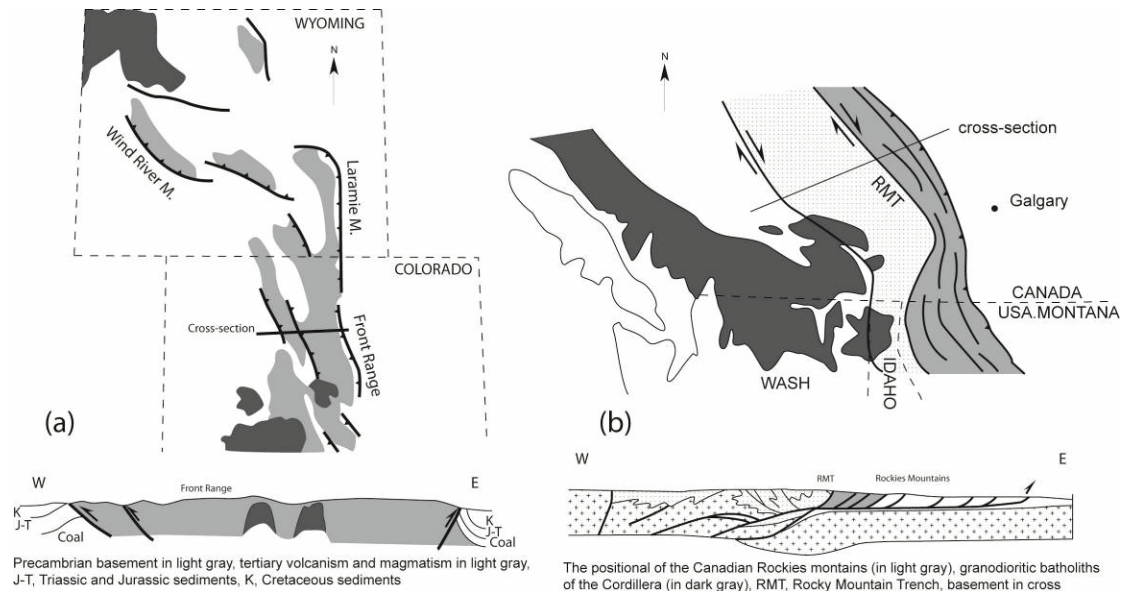 WYOMING
N
Wind River M.
Laramie M.
COLORADO
Cross-section
Front Range
(a)
W
E
Front Range
K
J-T
Coal
K
J-T
Coal
Precambrian basement in light gray, tertiary volcanism and magmatism in light gray,
J-T, Triassic and Jurassic sediments, K, Cretaceous sediments
N
cross-section
RMT
Galgary
CANADA
USA.MONTANA
WASH
IDAHO
(b)
W
E
RMT
Rockies Mountains
The positional of the Canadian Rockies montains (in light gray), granodioritic batholiths
of the Cordillera (in dark gray), RMT, Rocky Mountain Trench, basement in cross